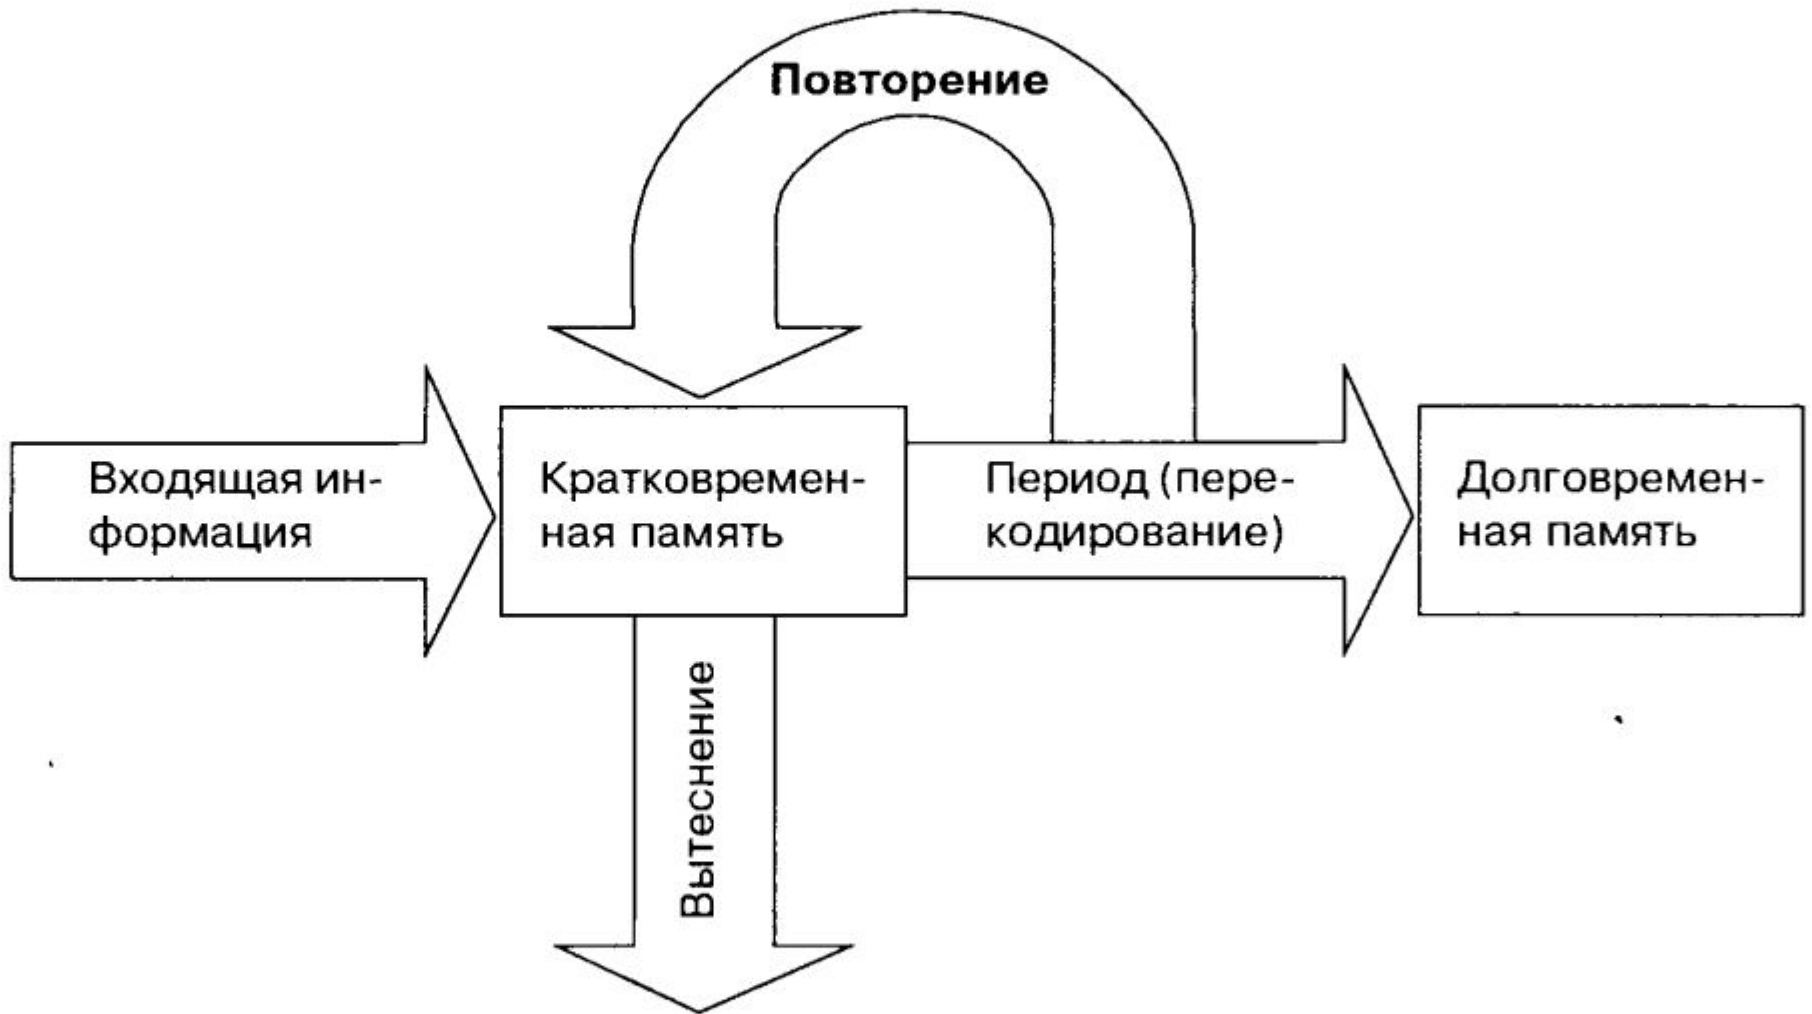 Повторение
Входящая ин-
формация
Кратковремен-
ная память
Период (пере-
кодирование)
Долговремен-
ная память
Вытеснение